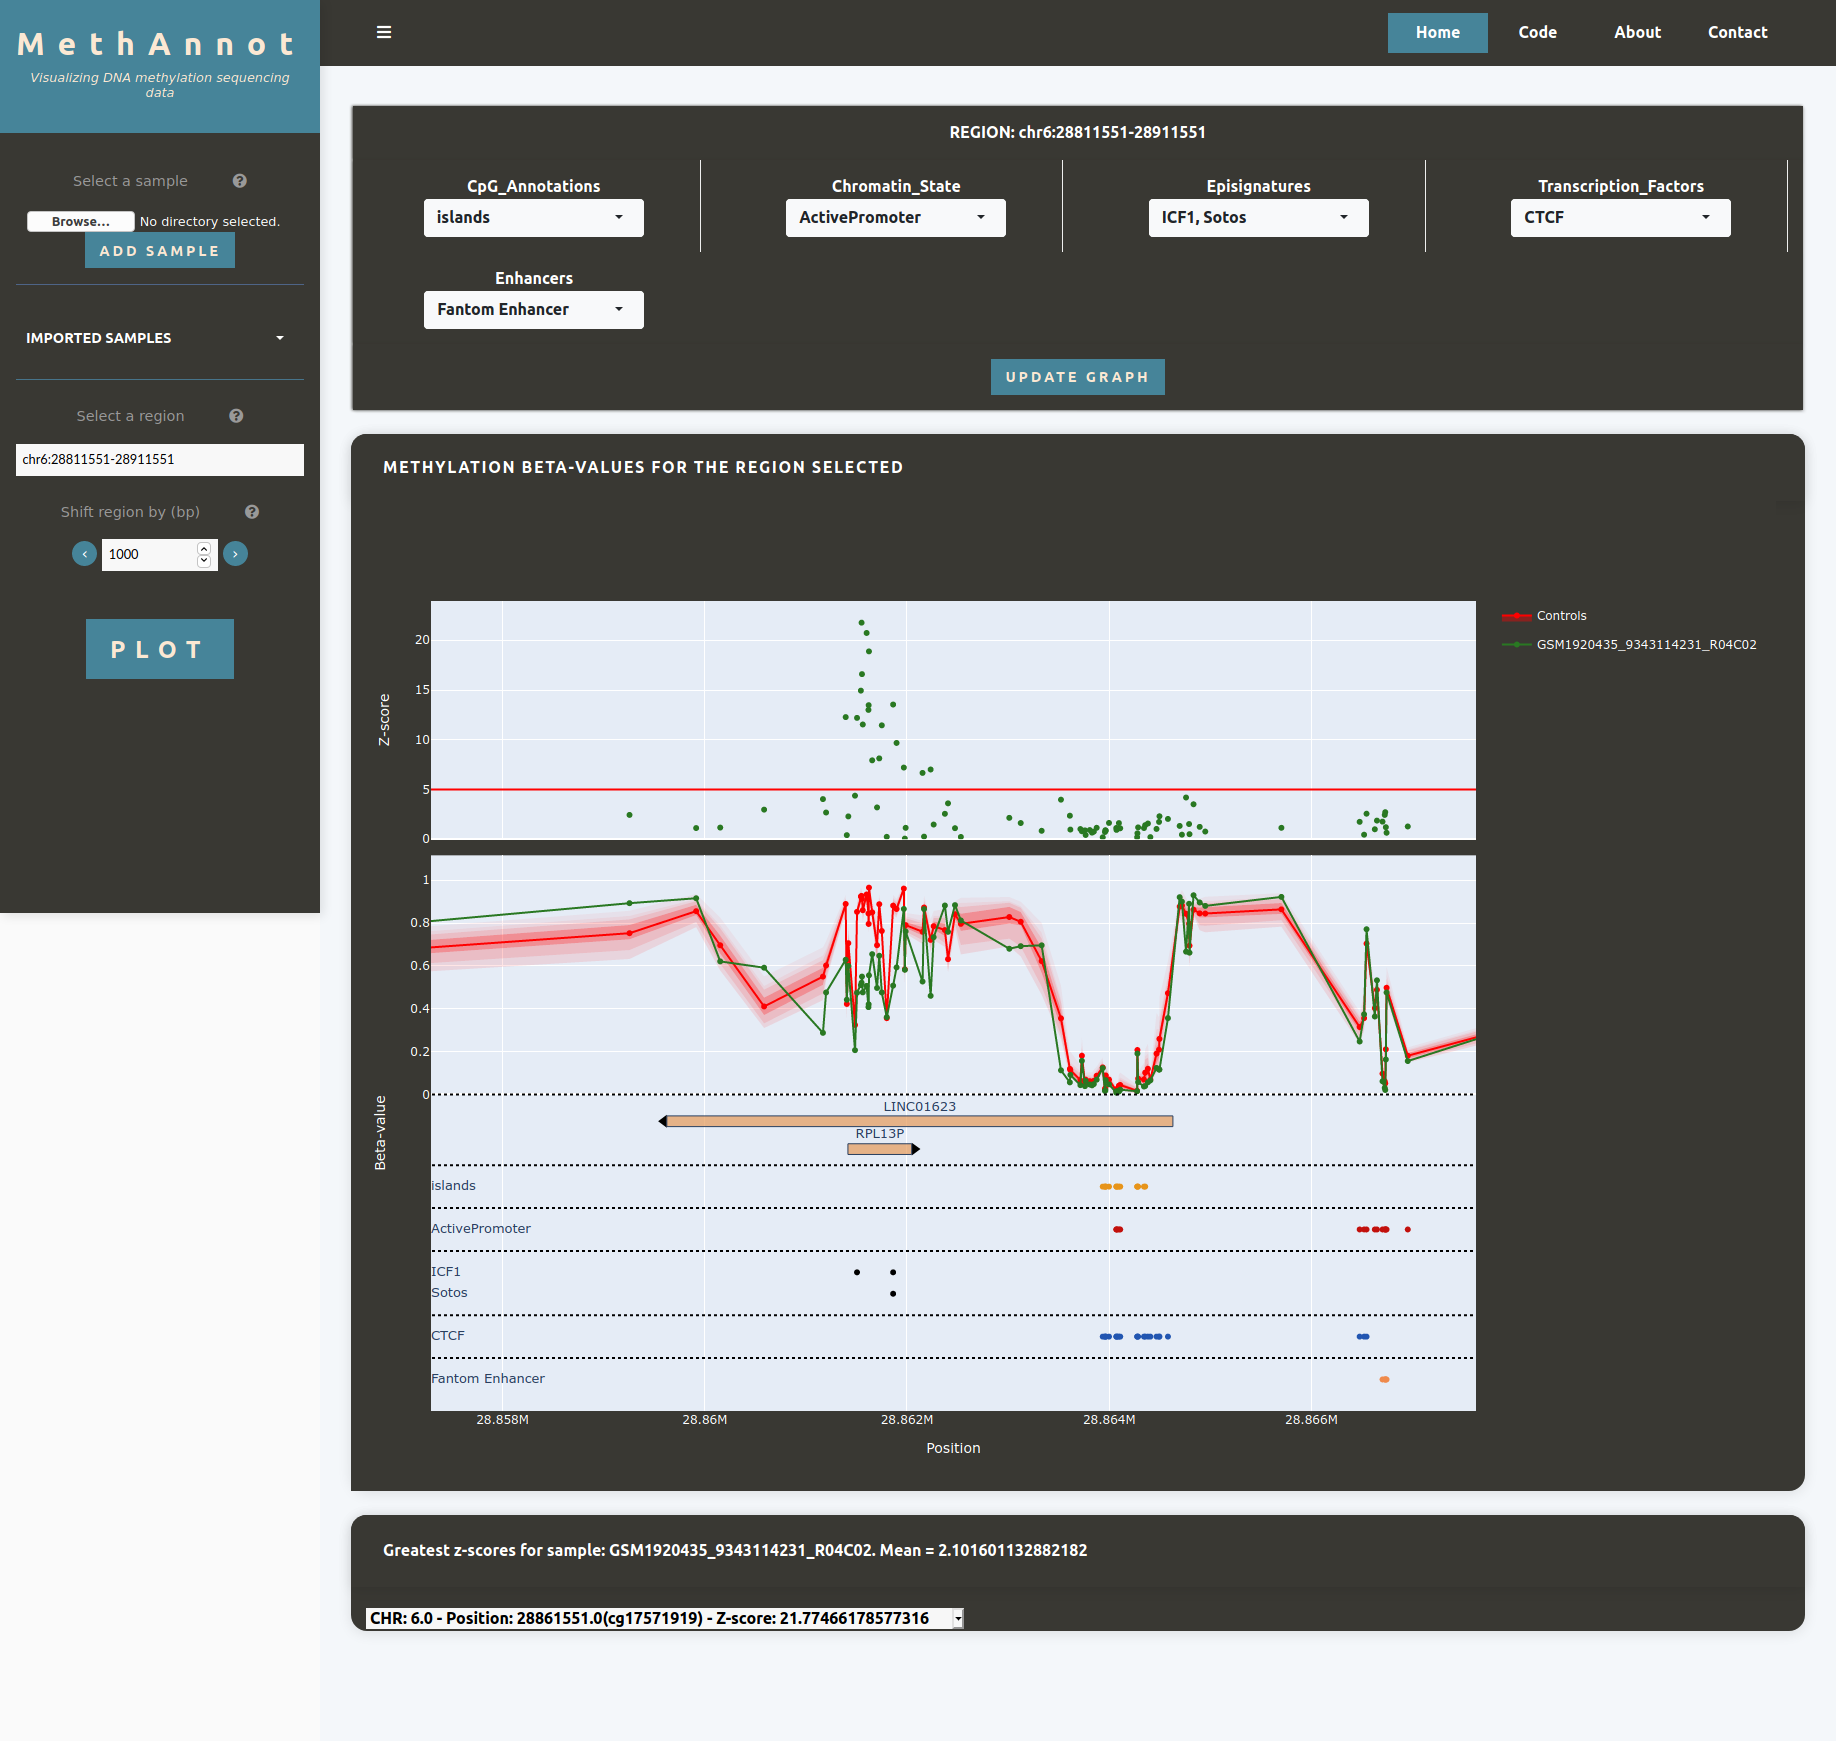 MethAnnot
Visualizing DNA methylation sequencing
data
Home
Code
About
Contact
Select a sample
Browse...
No directory selected.
ADD SAMPLE
IMPORTED SAMPLES
Select a region
chr6:28811551-28911551
Shift region by (bp)
1000
PLOT
REGION: chr6:28811551-28911551
CpG_Annotations
islands
Chromatin_State
ActivePromoter
Episignatures
ICF1, Sotos
Transcription_Factors
CTCF
Enhancers
Fantom Enhancer
UPDATE GRAPH
METHYLATION BETA-VALUES FOR THE REGION SELECTED
Z-score
20
15
10
5
0
Controls
GSM1920435_9343114231_R04C02
Beta-value
1
0.8
0.6
0.4
0.2
0
LINC01623
RPL13P
islands
ActivePromoter
ICF1
Sotos
CTCF
Fantom Enhancer
28.858M
28.86M
28.862M
28.864M
28.866M
Position
Greatest z-scores for sample: GSM1920435_9343114231_R04C02. Mean = 2.101601132882182
CHR: 6.0 - Position: 28861551.0(cg17571919) - Z-score: 21.77466178577316